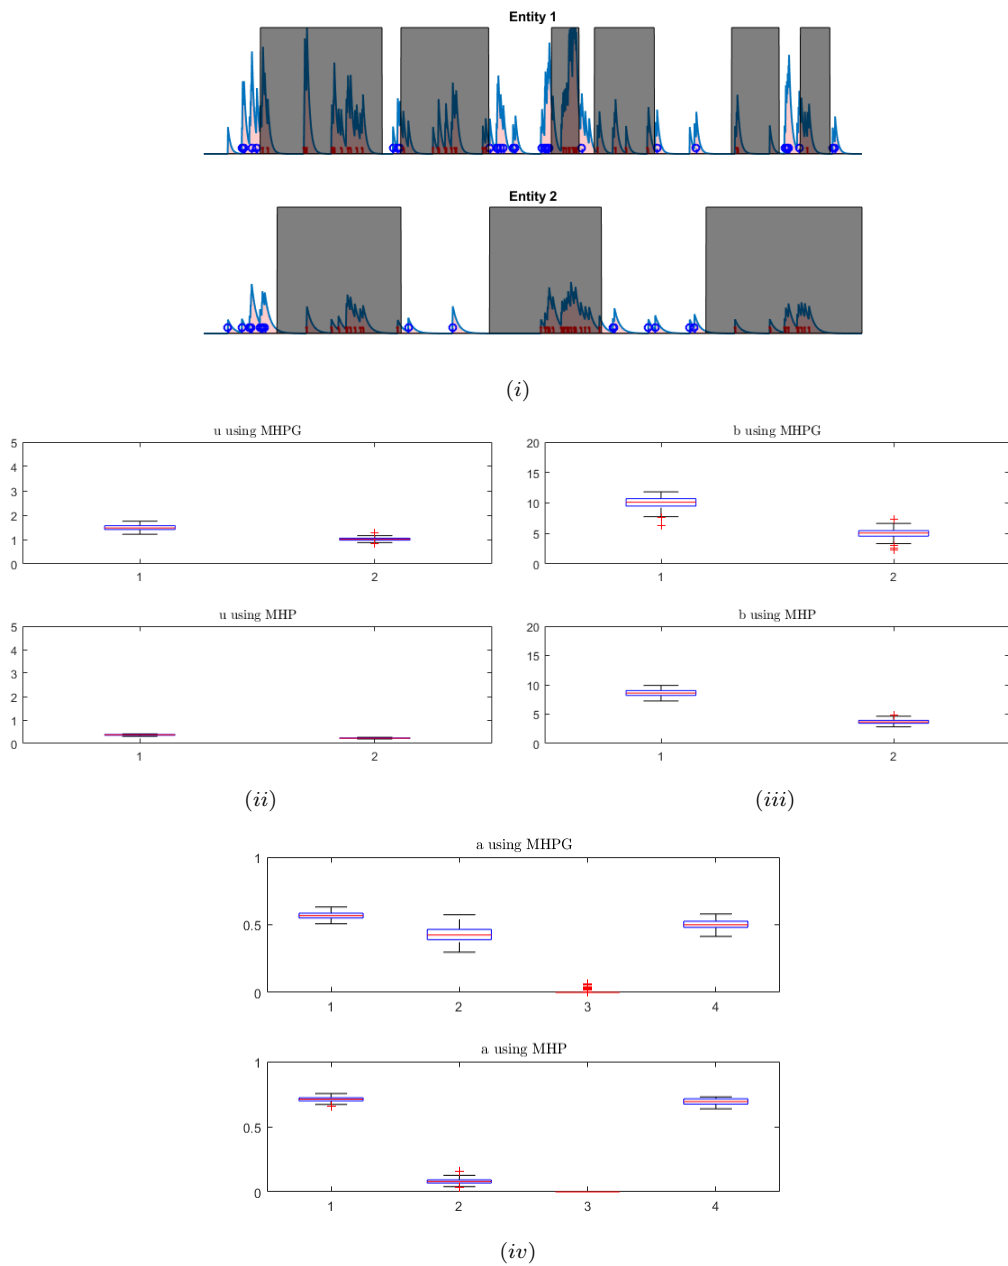 Entity 1
Entity 2
(i)
u using MHPG
5
4
3
2
1
0
1 2
b using MHPG
20
15
10
5
0
1 2
u using MHP
5
4
3
2
1
0
1 2
b using MHP
20
15
10
5
0
1 2
(ii)
(iii)
a using MHPG
1
0.5
0
1 2 3 4
a using MHP
1
0.5
0
1 2 3 4
(iv)